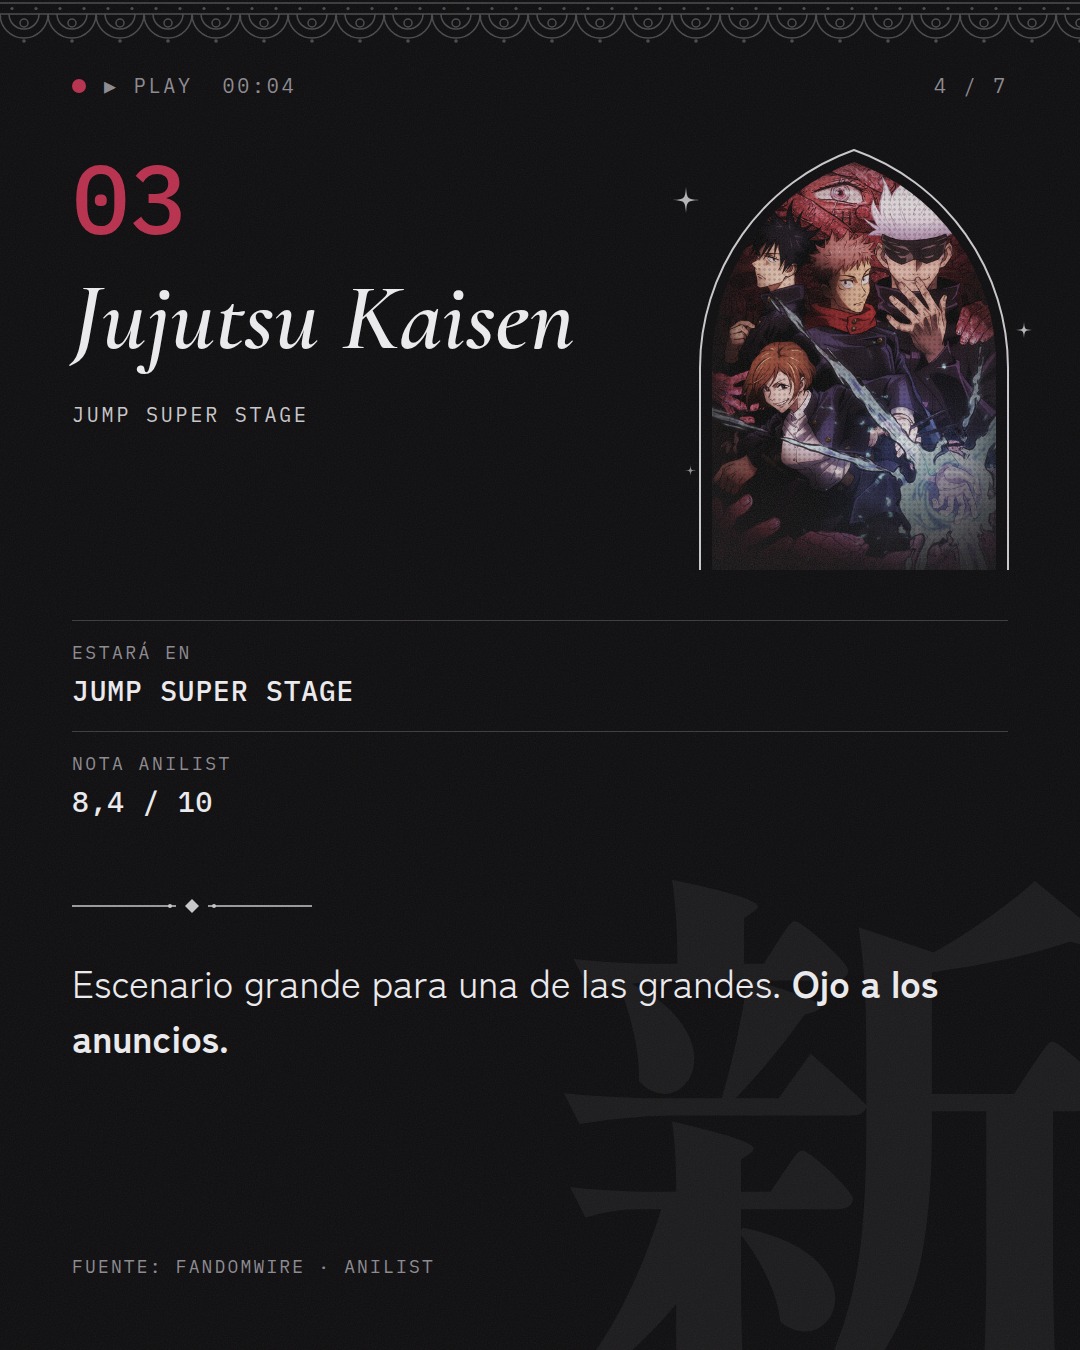 ▶ PLAY 00:04
4 / 7
03
Jujutsu Kaisen
JUMP SUPER STAGE
ESTARÁ EN
JUMP SUPER STAGE
NOTA ANILIST
8,4 / 10
Escenario grande para una de las grandes. Ojo a los
anuncios.
新
FUENTE: FANDOMWIRE · ANILIST